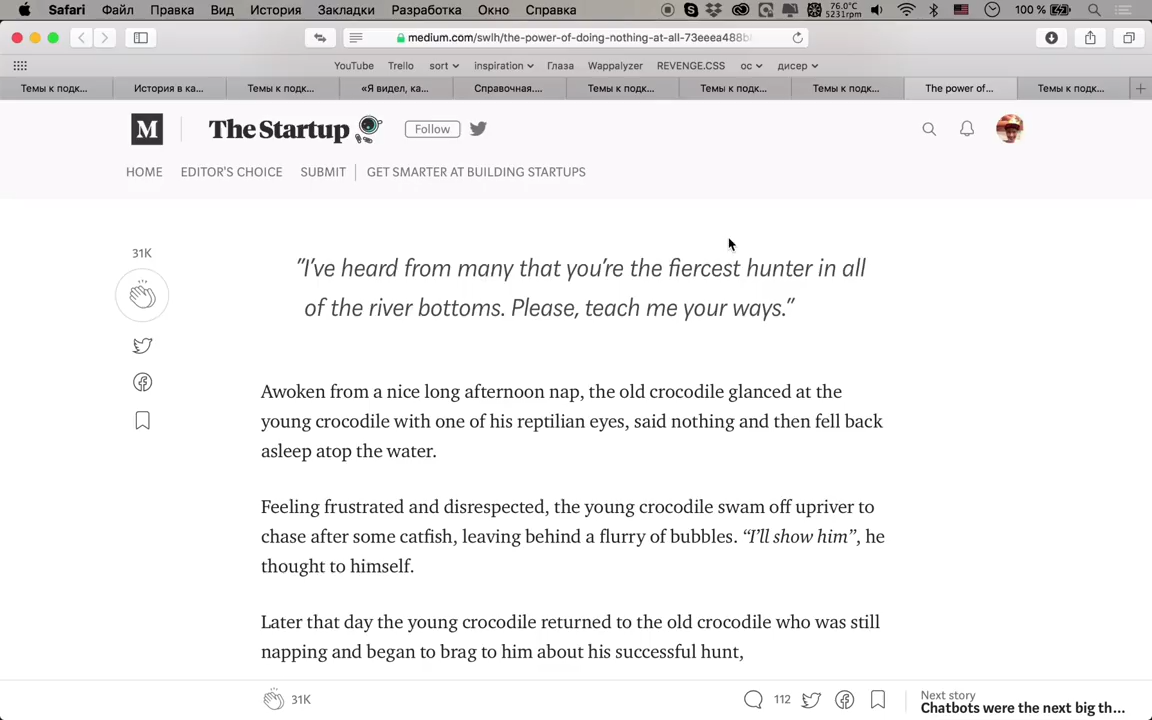 Safari Файл Правка Вид История Закладки Разработка Окно Справка 76.0°C 5231rpm 100 %
medium.com/swlh/the-power-of-doing-nothing-at-all-73eeea488b
YouTube Trello sort inspiration Глаза Wappalyzer REVENGE.CSS ос дисер
Темы к подк... История в ка... Темы к подк... «Я видел, ка... Справочная.... Темы к подк... Темы к подк... Темы к подк... The power of... Темы к подк...
M The Startup Follow
HOME EDITOR'S CHOICE SUBMIT GET SMARTER AT BUILDING STARTUPS
31K
"I've heard from many that you're the fiercest hunter in all
of the river bottoms. Please, teach me your ways."
Awoken from a nice long afternoon nap, the old crocodile glanced at the
young crocodile with one of his reptilian eyes, said nothing and then fell back
asleep atop the water.
Feeling frustrated and disrespected, the young crocodile swam off upriver to
chase after some catfish, leaving behind a flurry of bubbles. “I’ll show him”, he
thought to himself.
Later that day the young crocodile returned to the old crocodile who was still
napping and began to brag to him about his successful hunt,
31K 112
Next story
Chatbots were the next big th...